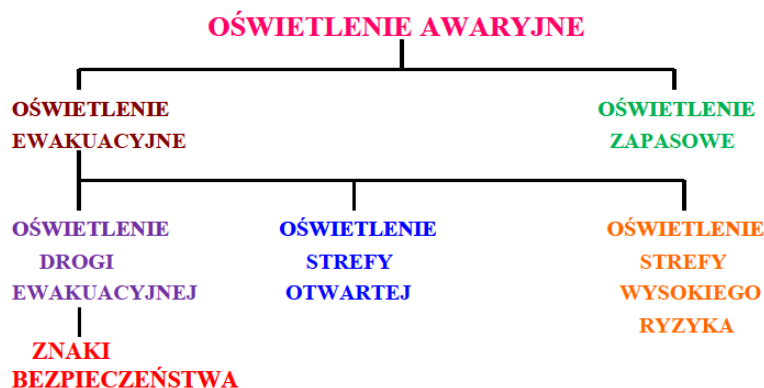 OŚWIETLENIE AWARYJNE
OŚWIETLENIE
EWAKUACYJNE
OŚWIETLENIE
ZAPASOWE
OŚWIETLENIE
DROGI
EWAKUACYJNEJ
OŚWIETLENIE
STREFY
OTWARTEJ
OŚWIETLENIE
STREFY
WYSOKIEGO
RYZYKA
ZNAKI
BEZPIECZEŃSTWA